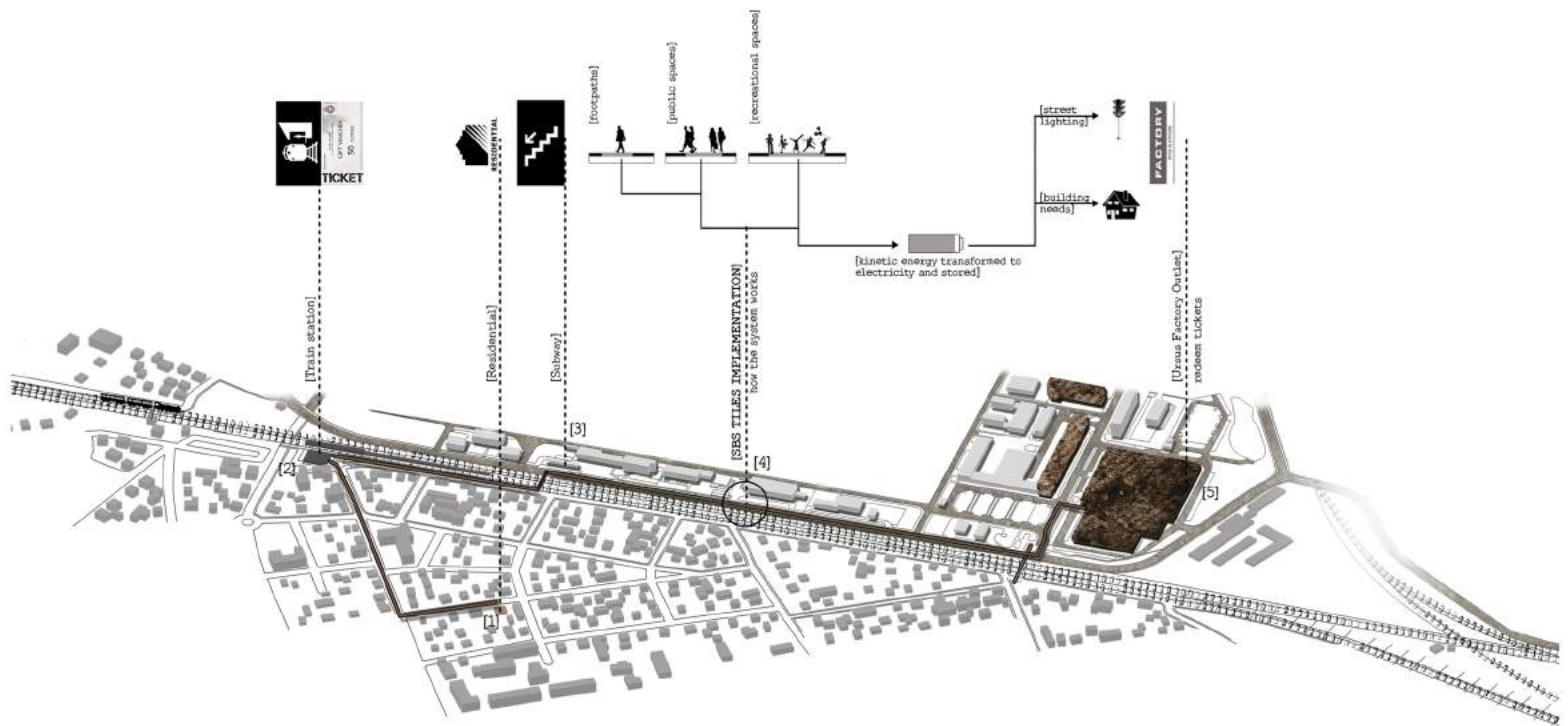 [footpaths]
[public spaces]
[recreational spaces]
GIFT VOUCHER
50
TICKET
RESIDENTIAL
[street
lighting]
FACTORY
[building
needs]
[kinetic energy transformed to
electricity and stored]
[Train station]
[Residential]
[Subway]
[SBS TILES IMPLEMENTATION]
how the system works
[Ursus Factory Outlet]
redeem tickets
[3]
[2]
[4]
[5]
[1]